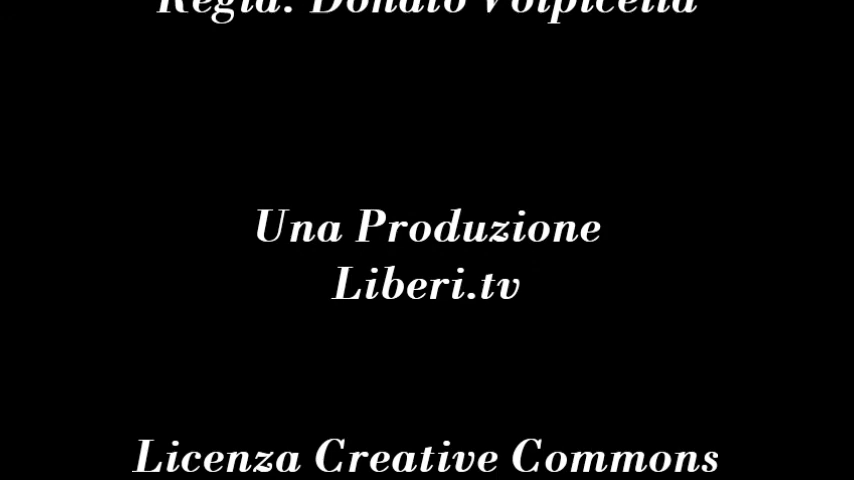 Regia: Donato Volpicella
Una Produzione
Liberi.tv
Licenza Creative Commons